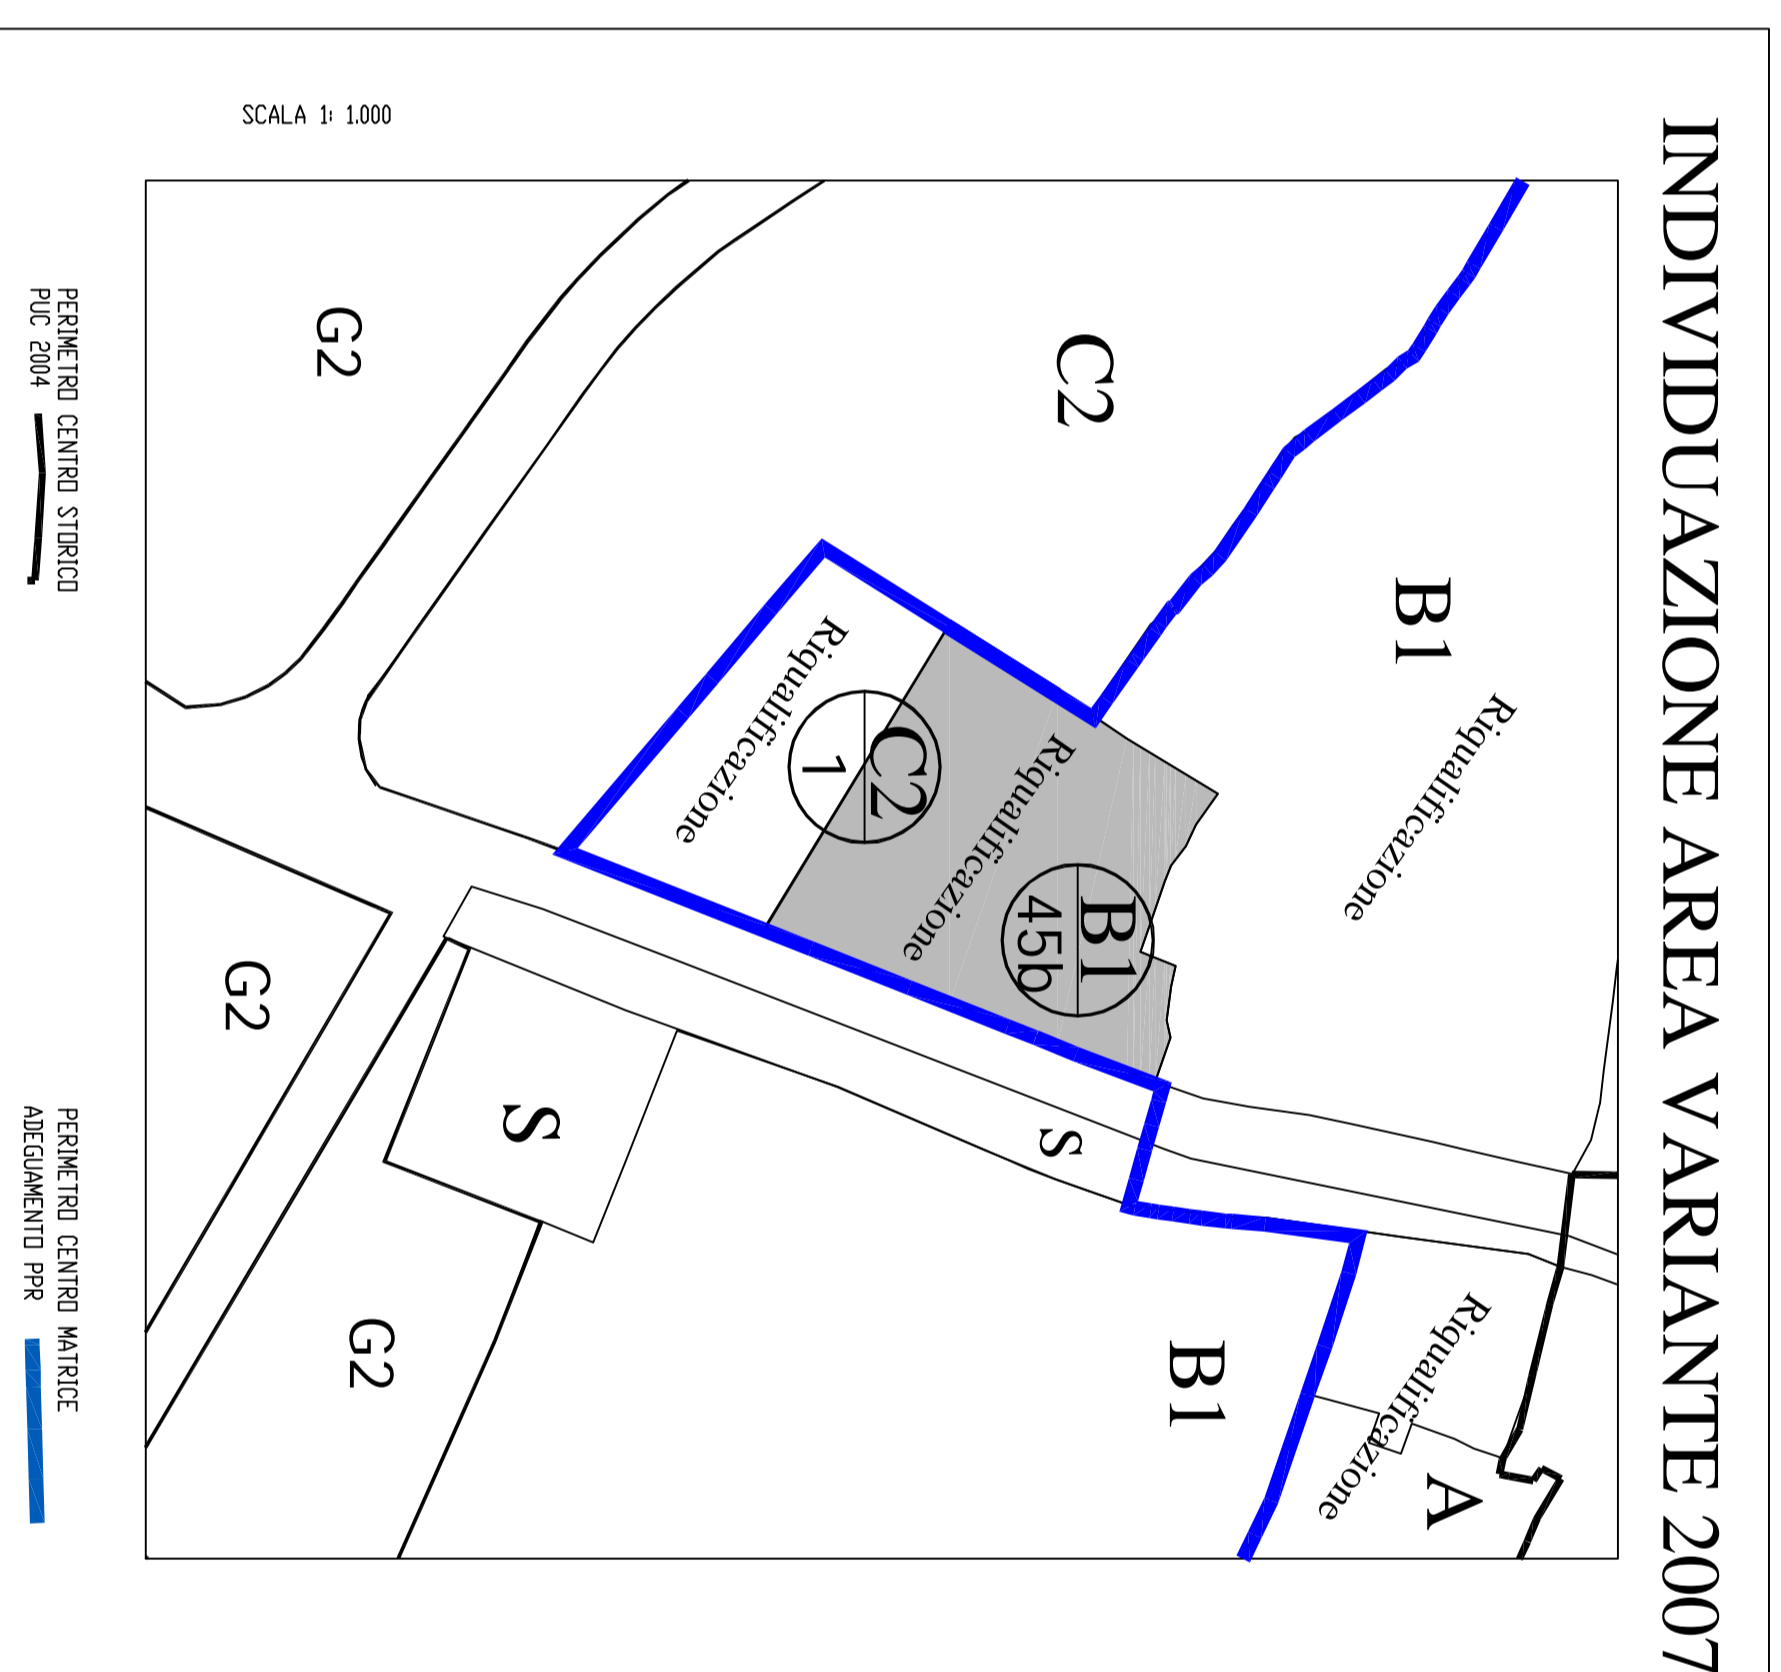 INDIVIDUAZIONE AREA VARIANTE 2007
SCALA 1: 1.000
B1
Riqualificazione
C2
Riqualificazione
A
B1
Riqualificazione
B1
45b
C2
1
Riqualificazione
S
S
G2
G2
G2
PERIMETRO CENTRO STORICO
PUC 2004
PERIMETRO CENTRO MATRICE
ADEGUAMENTO PPR